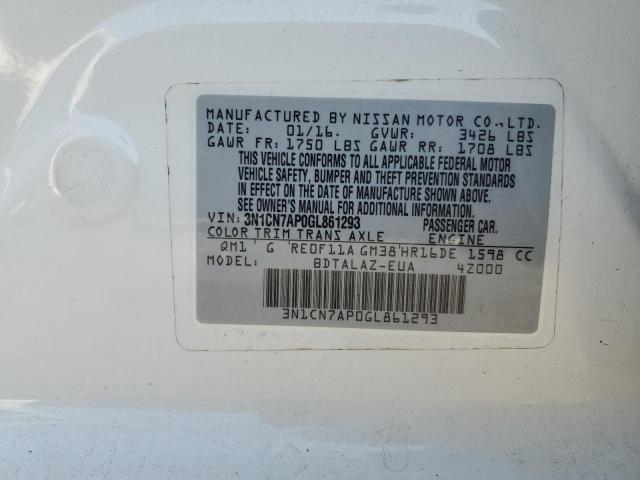 MANUFACTURED BY NISSAN MOTOR CO.,LTD.
DATE: 01/16. GVWR: 3426 LBS
GAWR FR: 1750 LBS GAWR RR: 1708 LBS
THIS VEHICLE CONFORMS TO ALL APPLICABLE FEDERAL MOTOR
VEHICLE SAFETY, BUMPER AND THEFT PREVENTION STANDARDS
IN EFFECT ON THE DATE OF MANUFACTURE SHOWN ABOVE.
SEE OWNER'S MANUAL FOR ADDITIONAL INFORMATION.
VIN: 3N1CN7AP0GL861293 PASSENGER CAR.
COLOR TRIM TRANS AXLE ENGINE
QM1 G RE0F11A GM38 HR16DE 1598 CC
MODEL: BDTALAZ-EUA 4Z000
3N1CN7AP0GL861293